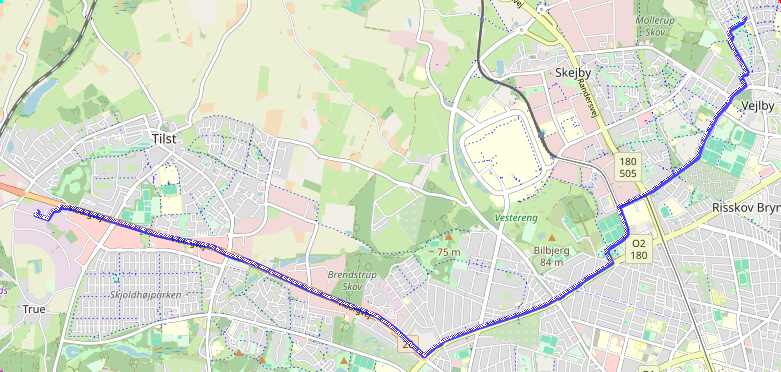 Mollerup
Skov
Skejby
Randersvej
Vejlby
Tilst
180
505
Risskov Bryn
Vestereng
O2
180
75 m
Bilbjerg
84 m
Brendstrup
Skov
Skjoldhøjparken
True